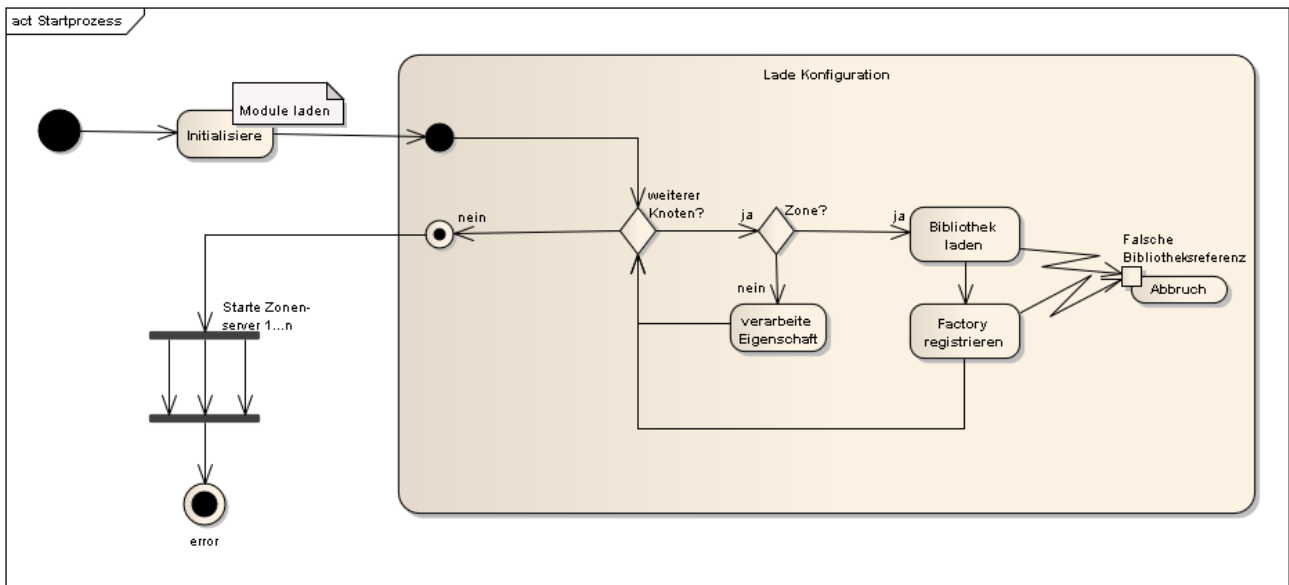 act Startprozess
Lade Konfiguration
Module laden
Initialisiere
weiterer
Knoten?
nein
ja
Zone?
ja
Bibliothek
laden
Falsche
Bibliotheksreferenz
Abbruch
nein
verarbeite
Eigenschaft
Factory
registrieren
Starte Zonen-
server 1...n
error